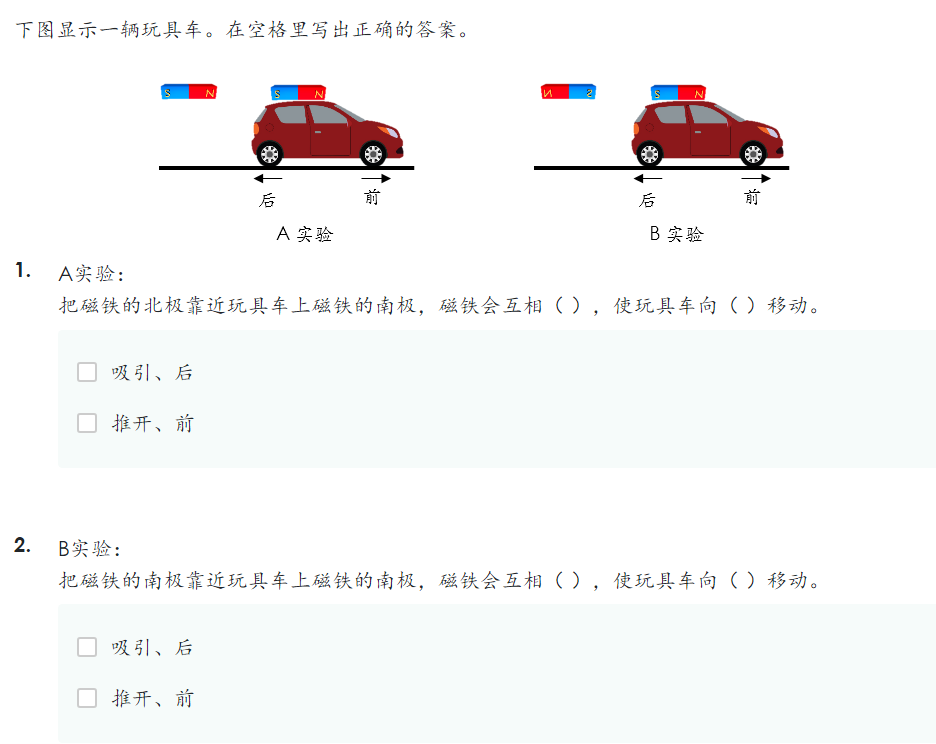 下图显示一辆玩具车。在空格里写出正确的答案。
S N S N N S S N
后 前 后 前
A 实验 B 实验
1. A实验：
把磁铁的北极靠近玩具车上磁铁的南极，磁铁会互相（ ），使玩具车向（ ）移动。
吸引、后
推开、前
2. B实验：
把磁铁的南极靠近玩具车上磁铁的南极，磁铁会互相（ ），使玩具车向（ ）移动。
吸引、后
推开、前